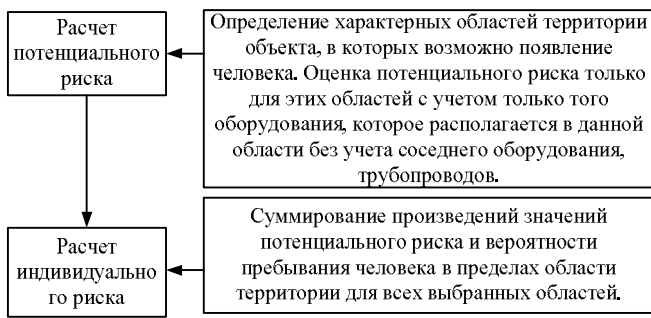 Расчет
потенциального
риска
Определение характерных областей территории
объекта, в которых возможно появление
человека. Оценка потенциального риска только
для этих областей с учетом только того
оборудования, которое располагается в данной
области без учета соседнего оборудования,
трубопроводов.
Расчет
индивидуально
го риска
Суммирование произведений значений
потенциального риска и вероятности
пребывания человека в пределах области
территории для всех выбранных областей.